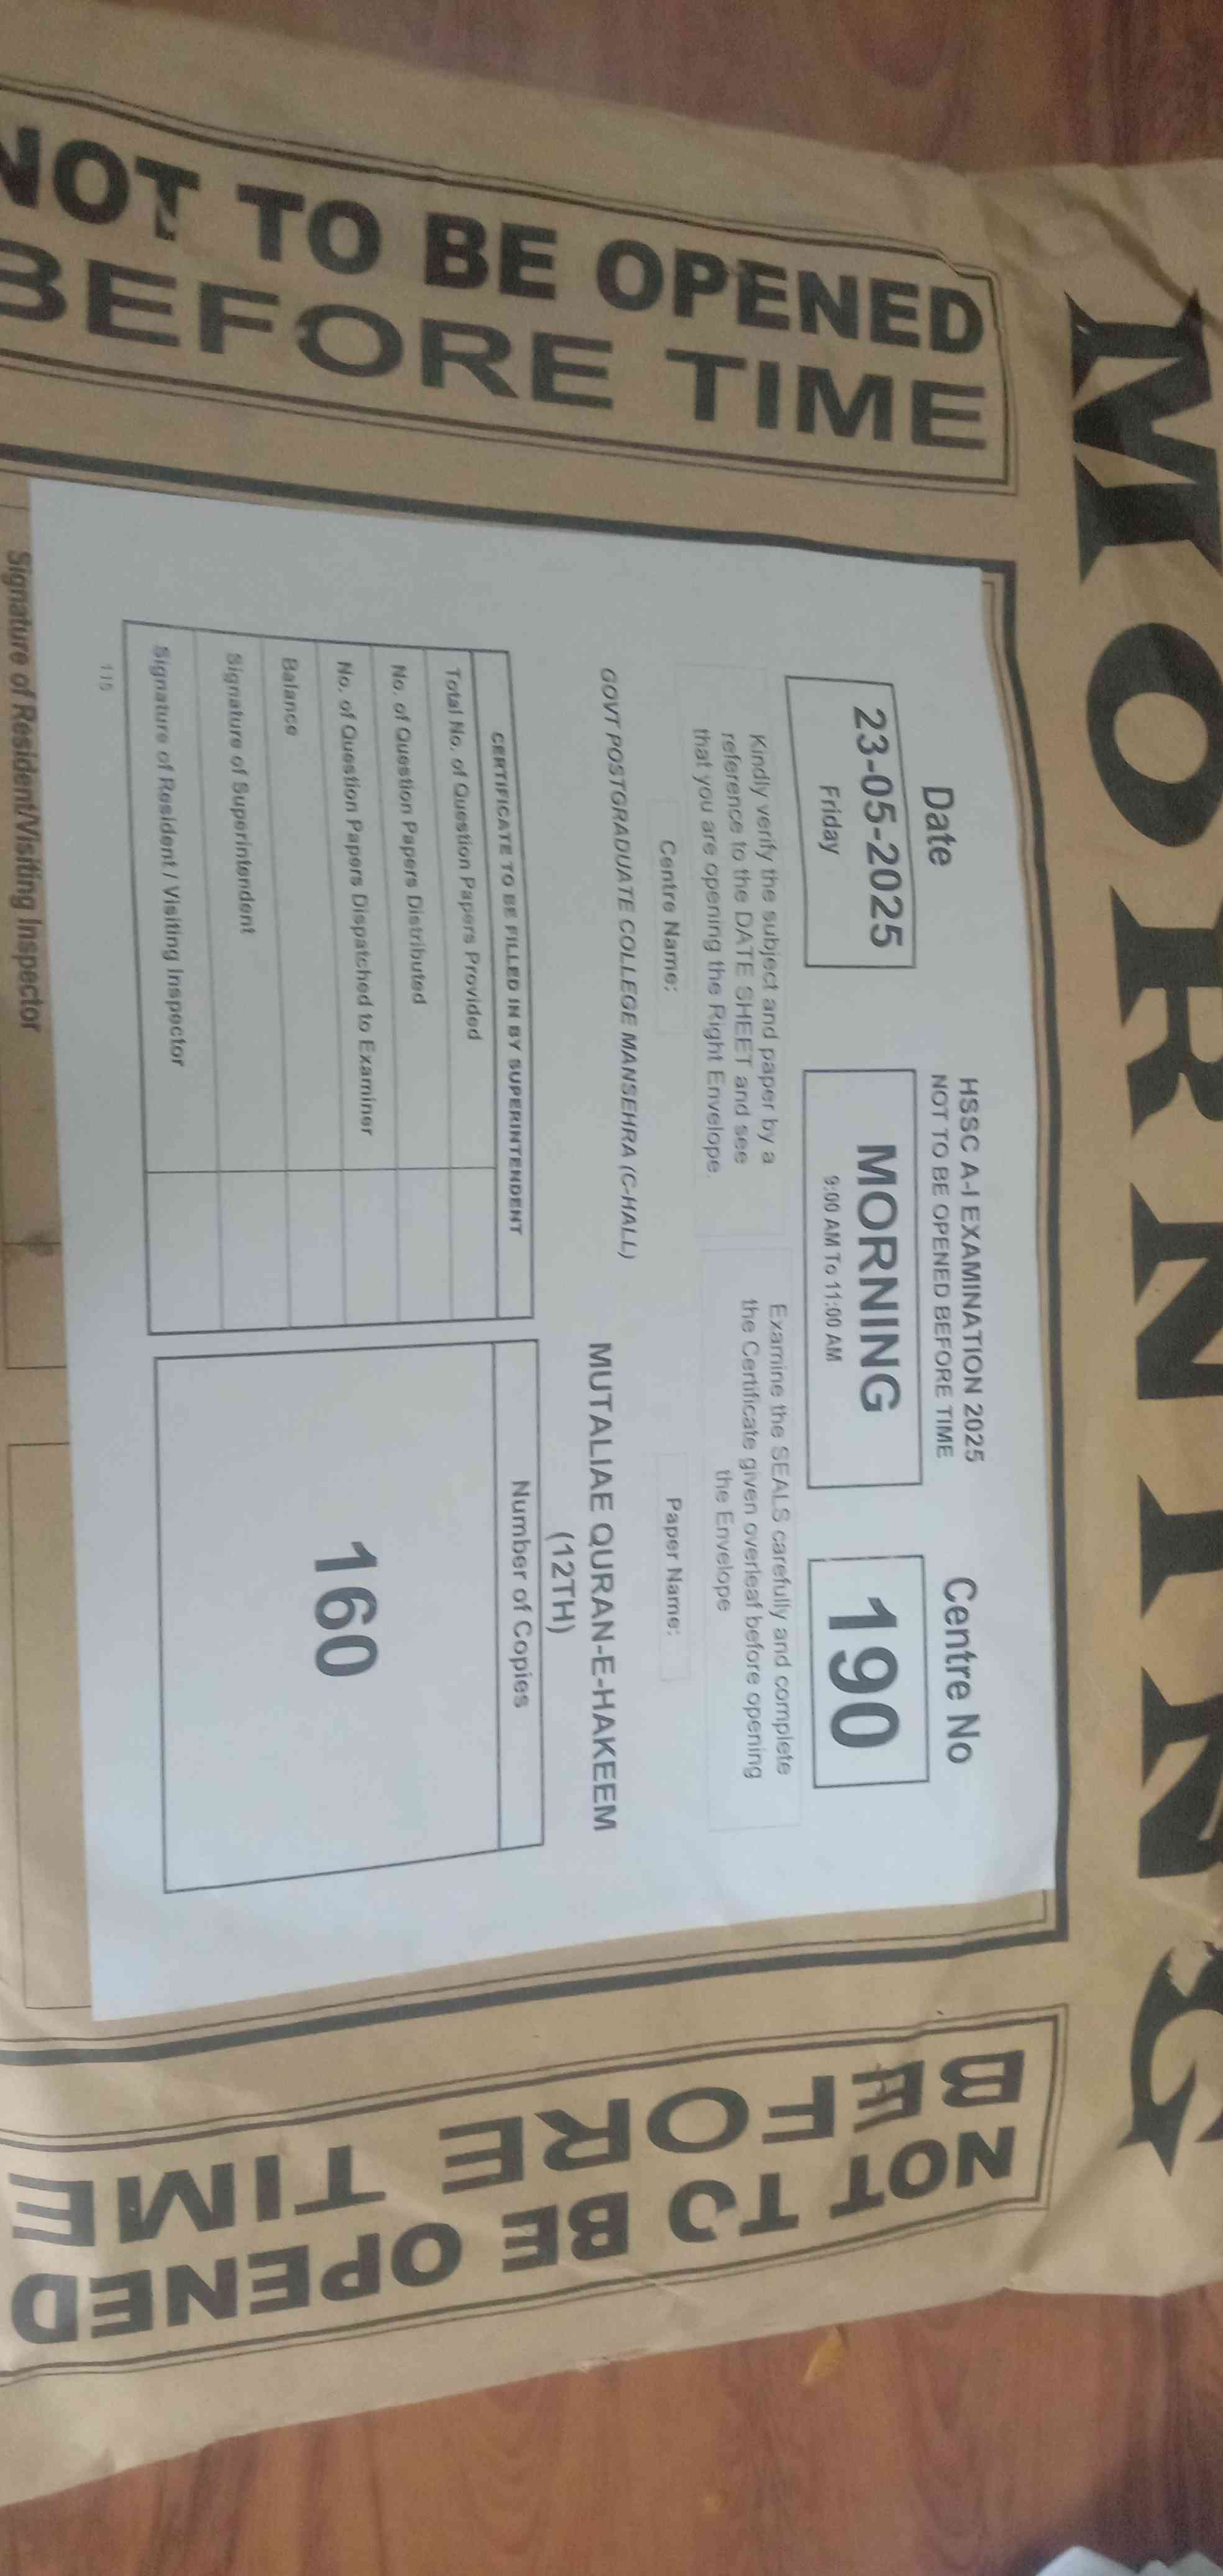 MORNING
NOT TO BE OPENED
BEFORE TIME
HSSC A-I EXAMINATION 2025
NOT TO BE OPENED BEFORE TIME
Date
23-05-2025
Friday
MORNING
9:00 AM To 11:00 AM
Centre No
190
Kindly verify the subject and paper by a
reference to the DATE SHEET and see
that you are opening the Right Envelope.
Examine the SEALS carefully and complete
the Certificate given overleaf before opening
the Envelope
Centre Name:
GOVT POSTGRADUATE COLLEGE MANSEHRA (C-HALL)
Paper Name:
MUTALIAE QURAN-E-HAKEEM
(12TH)
CERTIFICATE TO BE FILLED IN BY SUPERINTENDENT
Total No. of Question Papers Provided
No. of Question Papers Distributed
No. of Question Papers Dispatched to Examiner
Balance
Signature of Superintendent
Signature of Resident / Visiting Inspector
Number of Copies
160
115
Signature of Resident/Visiting Inspector
NOT TO BE OPENED
BEFORE TIME